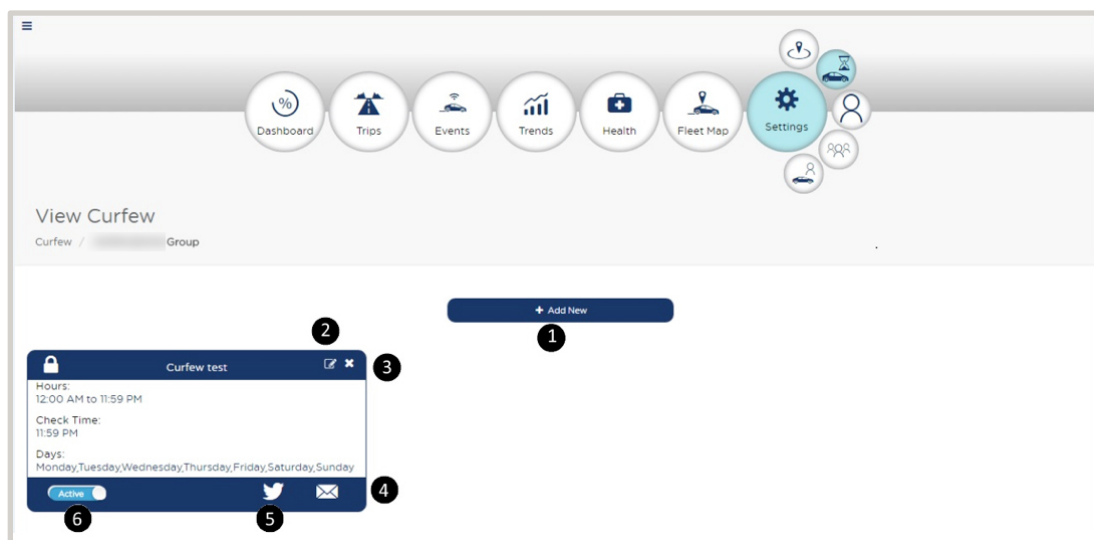 %
Dashboard
Trips
Events
Trends
Health
Fleet Map
Settings
View Curfew
Curfew / Group
+ Add New
1
2
3
Curfew test
Hours:
12:00 AM to 11:59 PM
Check Time:
11:59 PM
Days:
Monday,Tuesday,Wednesday,Thursday,Friday,Saturday,Sunday
Active
4
5
6